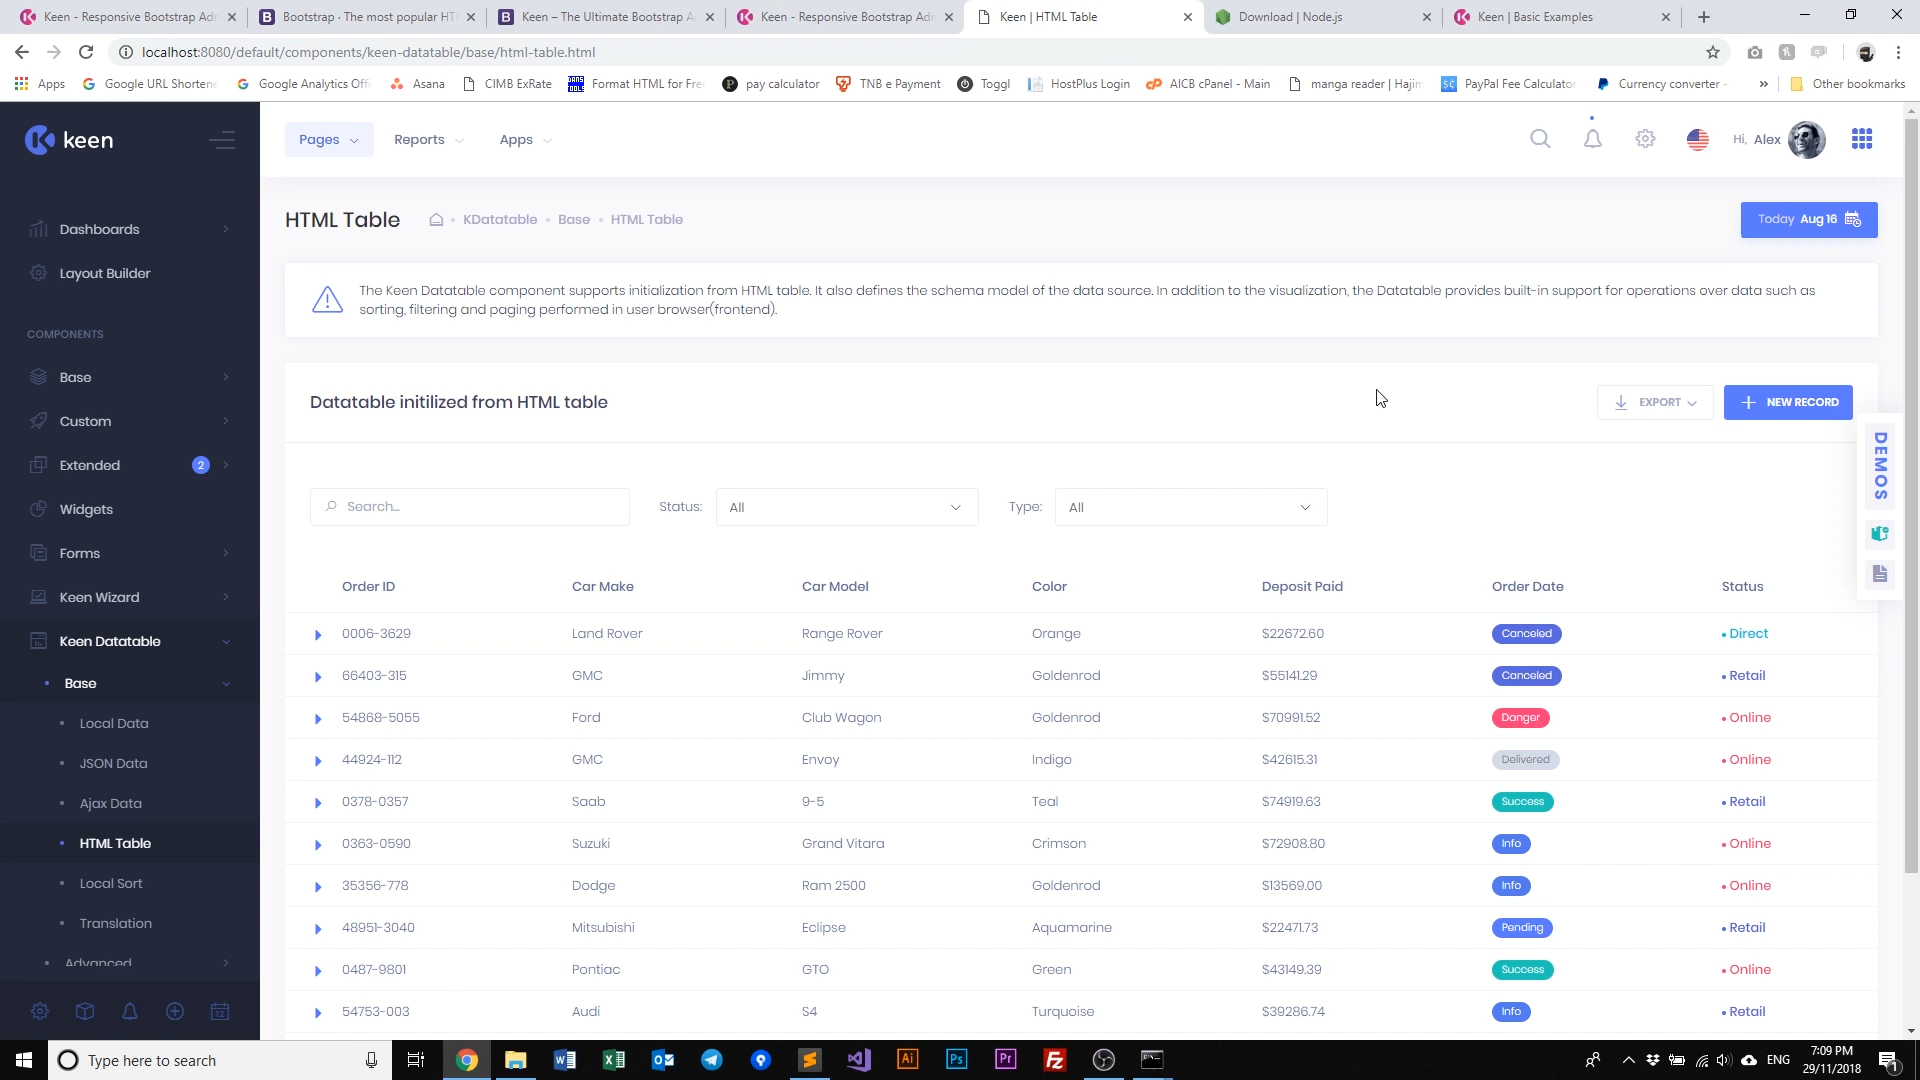 Keen - Responsive Bootstrap Adm
Bootstrap · The most popular HT
Keen – The Ultimate Bootstrap A
Keen - Responsive Bootstrap Adm
Keen | HTML Table
Download | Node.js
Keen | Basic Examples
localhost:8080/default/components/keen-datatable/base/html-table.html
Apps
Google URL Shortene
Google Analytics Offi
Asana
CIMB ExRate
Format HTML for Fre
pay calculator
TNB e Payment
Toggl
HostPlus Login
AICB cPanel - Main
manga reader | Hajim
PayPal Fee Calculator
Currency converter -
Other bookmarks
keen
Pages
Reports
Apps
Hi, Alex
HTML Table
KDatatable • Base • HTML Table
Today Aug 16
Dashboards
Layout Builder
COMPONENTS
Base
Custom
Extended 2
Widgets
Forms
Keen Wizard
Keen Datatable
Base
Local Data
JSON Data
Ajax Data
HTML Table
Local Sort
Translation
Advanced
The Keen Datatable component supports initialization from HTML table. It also defines the schema model of the data source. In addition to the visualization, the Datatable provides built-in support for operations over data such as
sorting, filtering and paging performed in user browser(frontend).
Datatable initilized from HTML table
EXPORT
NEW RECORD
DEMOS
Search...
Status: All
Type: All
Order ID Car Make Car Model Color Deposit Paid Order Date Status
0006-3629 Land Rover Range Rover Orange $22672.60 Canceled Direct
66403-315 GMC Jimmy Goldenrod $55141.29 Canceled Retail
54868-5055 Ford Club Wagon Goldenrod $70991.52 Danger Online
44924-112 GMC Envoy Indigo $42615.31 Delivered Online
0378-0357 Saab 9-5 Teal $74919.63 Success Retail
0363-0590 Suzuki Grand Vitara Crimson $72908.80 Info Online
35356-778 Dodge Ram 2500 Goldenrod $13569.00 Info Online
48951-3040 Mitsubishi Eclipse Aquamarine $22471.73 Pending Retail
0487-9801 Pontiac GTO Green $43149.39 Success Online
54753-003 Audi S4 Turquoise $39286.74 Info Retail
Type here to search
ENG
7:09 PM
29/11/2018